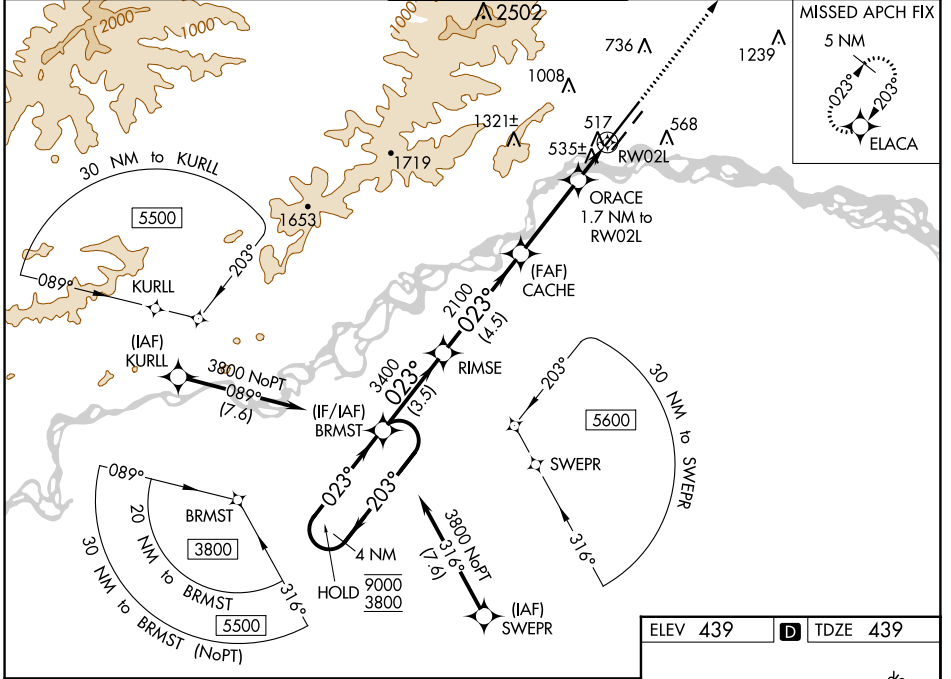 2000
1000
1000
2502
736
1239
1008
1321±
517
568
535±
RW02L
MISSED APCH FIX
5 NM
023°
203°
ELACA
1719
1653
ORACE
1.7 NM to
RW02L
30 NM to KURLL
5500
089°
203°
KURLL
(FAF)
CACHE
2100
023°
(4.5)
RIMSE
(IAF)
KURLL
3800 NoPT
089°
(7.6)
3400
023°
(3.5)
(IF/IAF)
BRMST
203°
30 NM to SWEPR
5600
SWEPR
316°
089°
BRMST
3800
20 NM to BRMST
5500
30 NM to BRMST (NoPT)
316°
023°
203°
4 NM
HOLD
9000
3800
3800 NoPT
316°
(7.6)
(IAF)
SWEPR
ELEV 439
D
TDZE 439